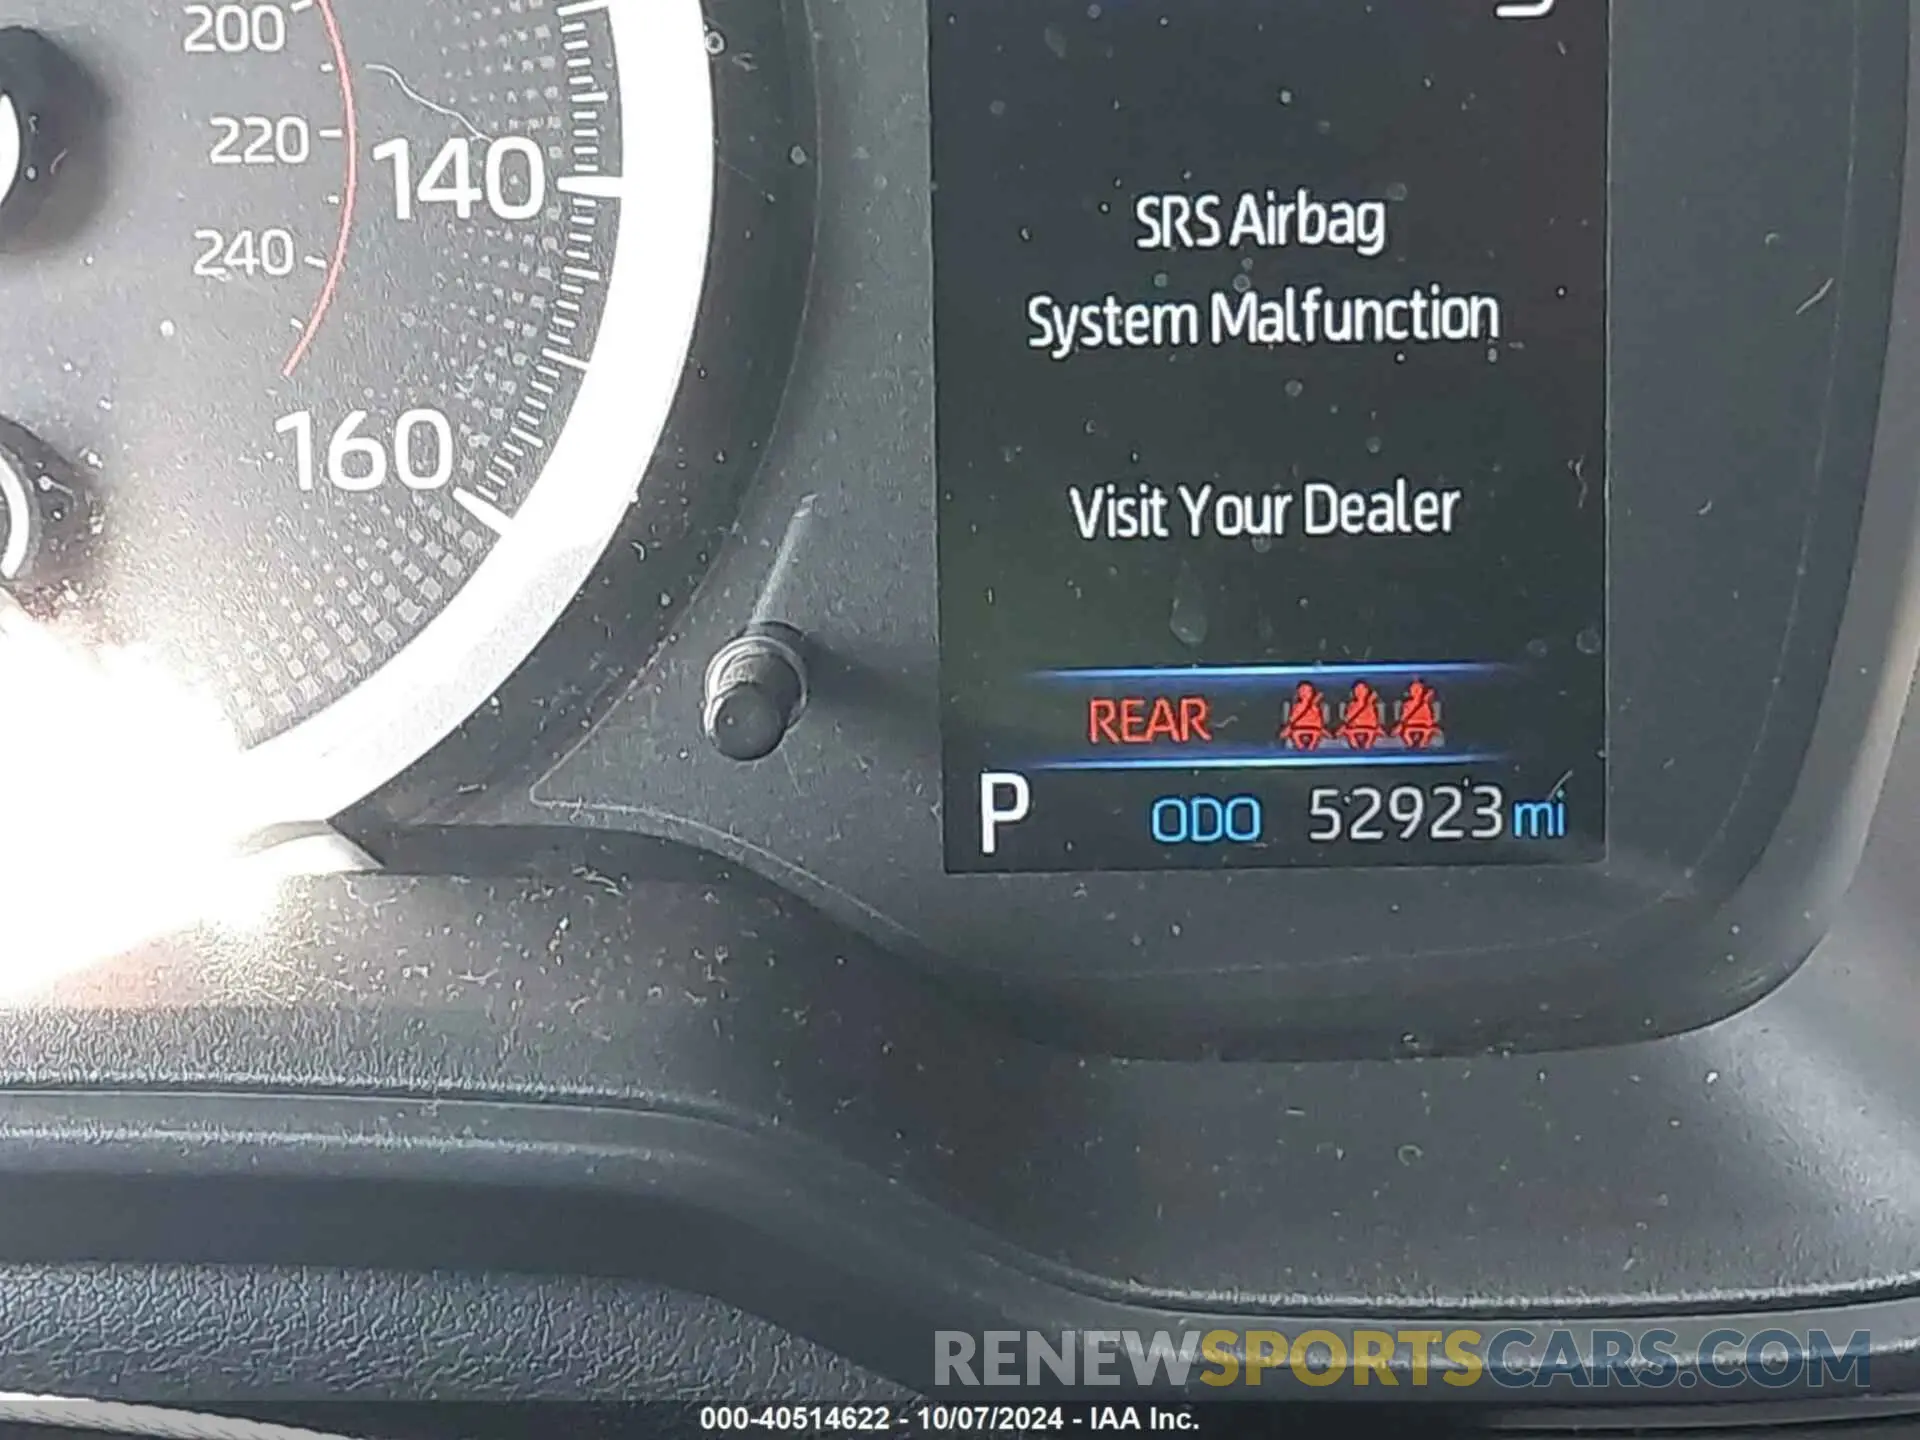 200
220
140
240
160
SRS Airbag
System Malfunction
Visit Your Dealer
REAR
P ODO 52923 mi
RENEWSPORTSCARS.COM
000-40514622 - 10/07/2024 - IAA Inc.